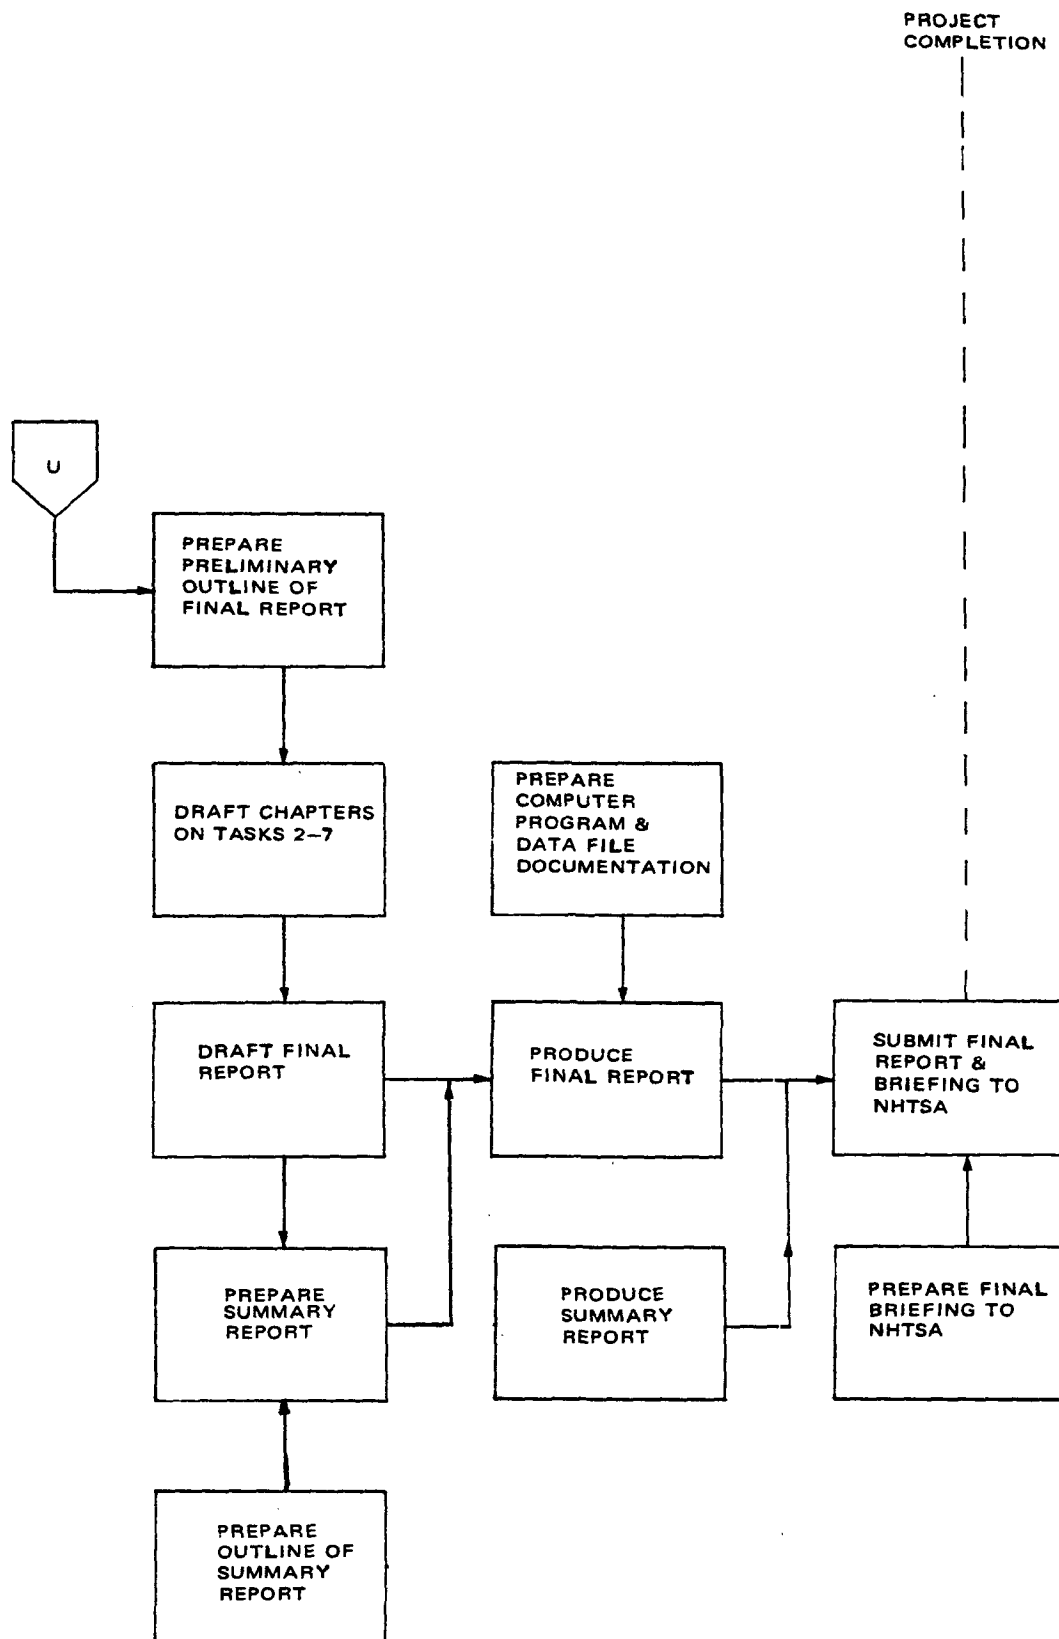 PROJECT
COMPLETION
U
PREPARE
PRELIMINARY
OUTLINE OF
FINAL REPORT
DRAFT CHAPTERS
ON TASKS 2–7
PREPARE
COMPUTER
PROGRAM &
DATA FILE
DOCUMENTATION
DRAFT FINAL
REPORT
PRODUCE
FINAL REPORT
SUBMIT FINAL
REPORT &
BRIEFING TO
NHTSA
PREPARE
SUMMARY
REPORT
PRODUCE
SUMMARY
REPORT
PREPARE FINAL
BRIEFING TO
NHTSA
PREPARE
OUTLINE OF
SUMMARY
REPORT